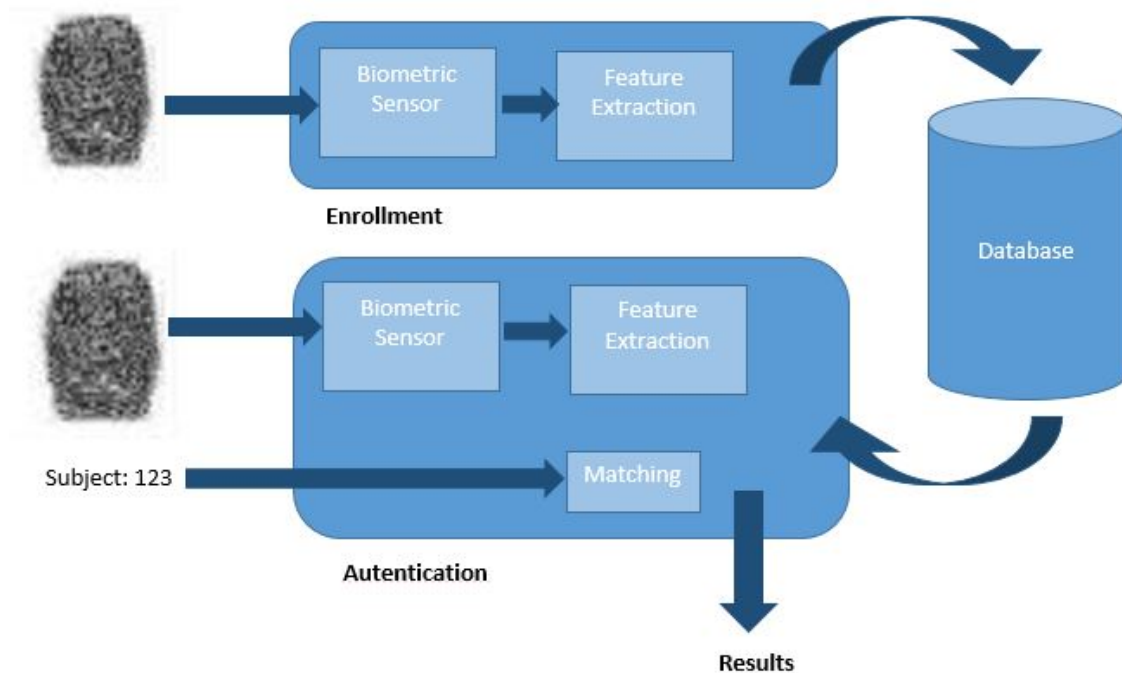 Biometric
Sensor
Feature
Extraction
Enrollment
Database
Biometric
Sensor
Feature
Extraction
Subject: 123
Matching
Autentication
Results